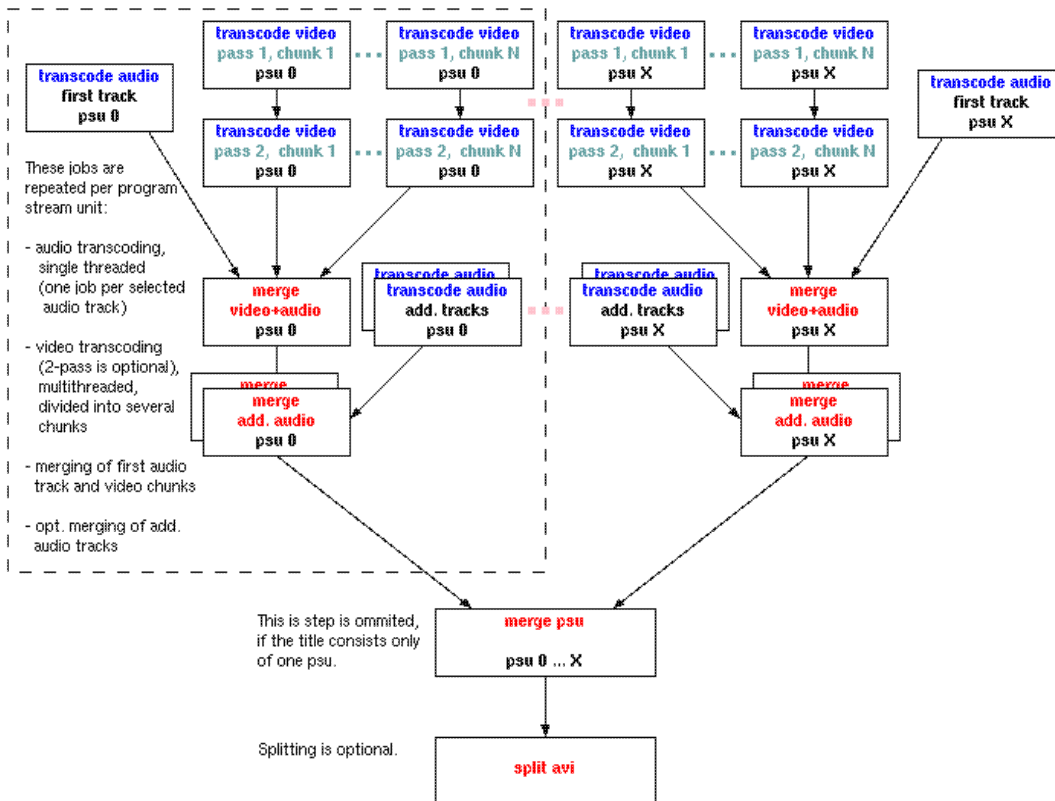 transcode video
pass 1, chunk 1
psu 0
transcode video
pass 1, chunk N
psu 0
transcode video
pass 1, chunk 1
psu X
transcode video
pass 1, chunk N
psu X
transcode audio
first track
psu 0
transcode audio
first track
psu X
transcode video
pass 2, chunk 1
psu 0
transcode video
pass 2, chunk N
psu 0
transcode video
pass 2, chunk 1
psu X
transcode video
pass 2, chunk N
psu X
These jobs are
repeated per program
stream unit:
- audio transcoding,
single threaded
(one job per selected
audio track)
- video transcoding
(2-pass is optional),
multithreaded,
divided into several
chunks
- merging of first audio
track and video chunks
- opt. merging of add.
audio tracks
merge
video+audio
psu 0
transcode audio
transcode audio
add. tracks
psu 0
transcode audio
transcode audio
add. tracks
psu X
merge
video+audio
psu X
merge
merge
add. audio
psu 0
merge
merge
add. audio
psu X
This is step is ommited,
if the title consists only
of one psu.
merge psu
psu 0 ... X
Splitting is optional.
split avi